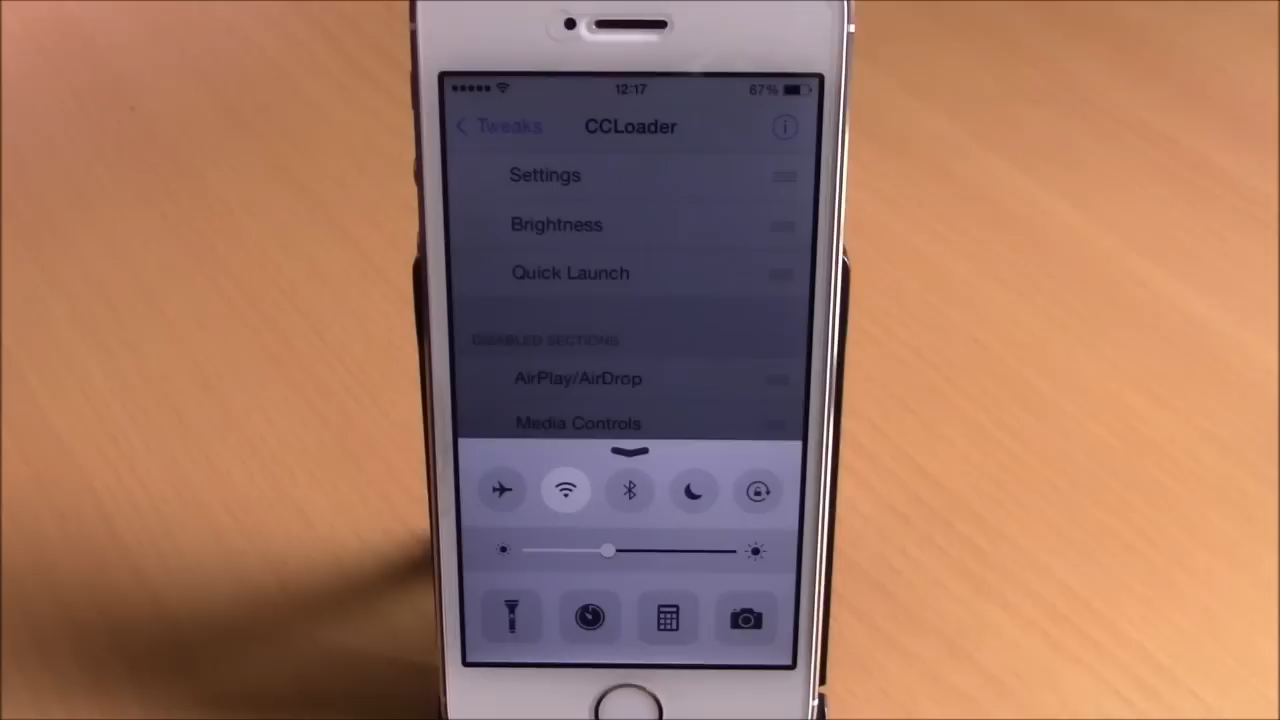 12:17
67%
Tweaks
CCLoader
Settings
Brightness
Quick Launch
DISABLED SECTIONS
AirPlay/AirDrop
Media Controls